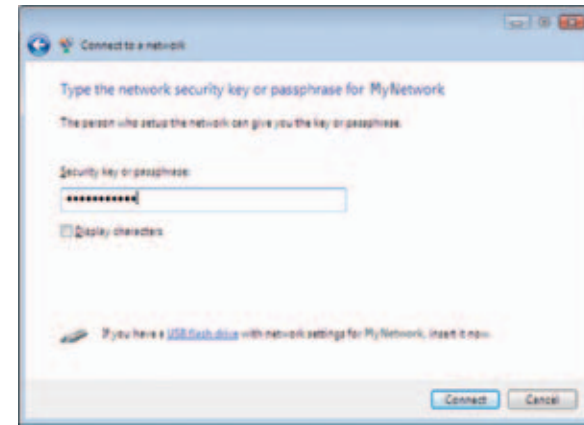 Connect to a network
Type the network security key or passphrase for MyNetwork
The person who setup the network can give you the key or passphrase.
Security key or passphrase:
•••••••••••
Display characters
If you have a USB flash drive with network settings for MyNetwork, insert it now.
Connect Cancel